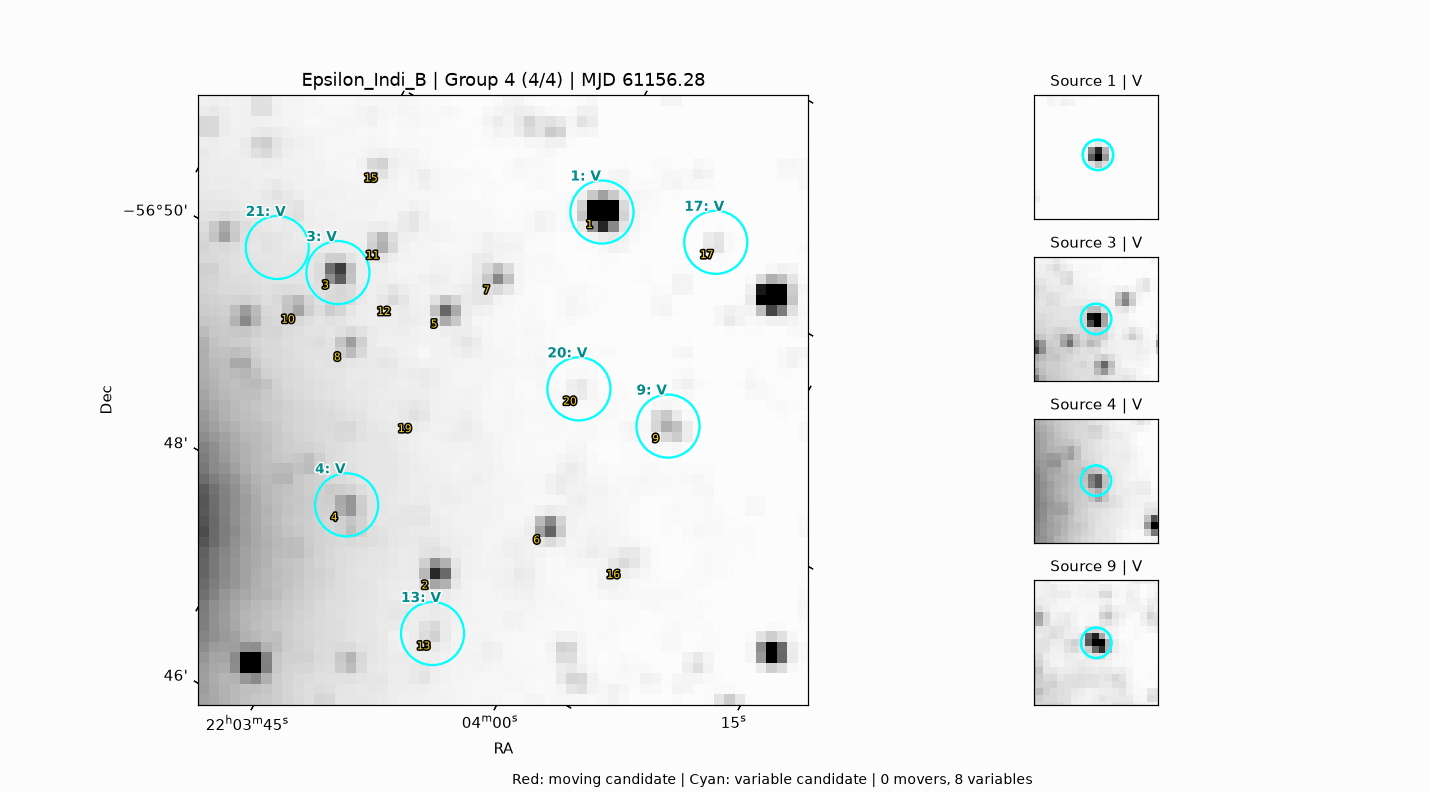 Epsilon_Indi_B | Group 4 (4/4) | MJD 61156.28
Source 1 | V
15
1: V
1
21: V
17: V
−56°50'
3: V
Source 3 | V
11
17
3
7
10
12
5
8
20: V
9: V
20
Dec
Source 4 | V
19
9
48'
4: V
4
6
Source 9 | V
16
2
13: V
13
46'
22ʰ03ᵐ45ˢ
04ᵐ00ˢ
15ˢ
RA
Red: moving candidate | Cyan: variable candidate | 0 movers, 8 variables